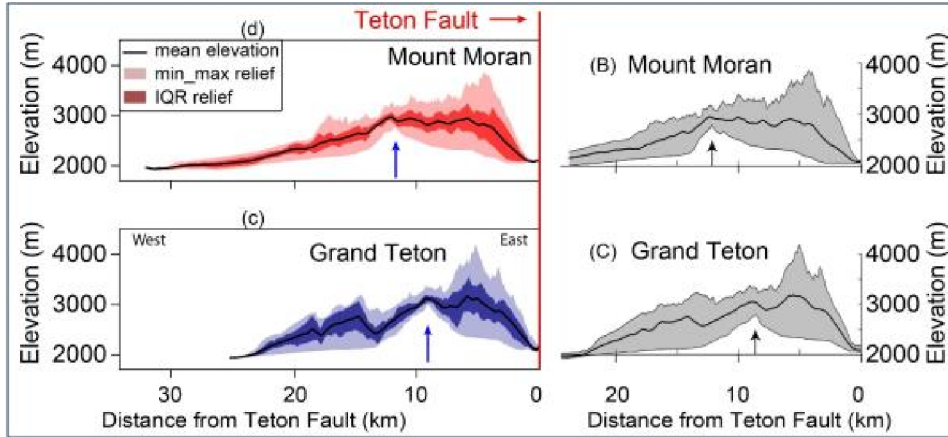 Teton Fault →
(d)
mean elevation
min_max relief
IQR relief
Mount Moran
Elevation (m)
4000
3000
2000
(c)
West
East
Grand Teton
Elevation (m)
4000
3000
2000
30
20
10
0
Distance from Teton Fault (km)
(B) Mount Moran
4000
3000
2000
Elevation (m)
(C) Grand Teton
4000
3000
2000
Elevation (m)
20
10
0
Distance from Teton Fault (km)